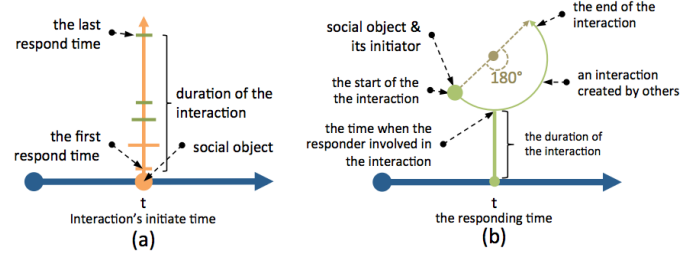 the last
respond time
duration of the
interaction
the first
respond time
social object
t
Interaction's initiate time
(a)
social object &
its initiator
the end of the
interaction
180°
the start of the
the interaction
an interaction
created by others
the time when the
responder involved in
the interaction
the duration of
the interaction
t
the responding time
(b)